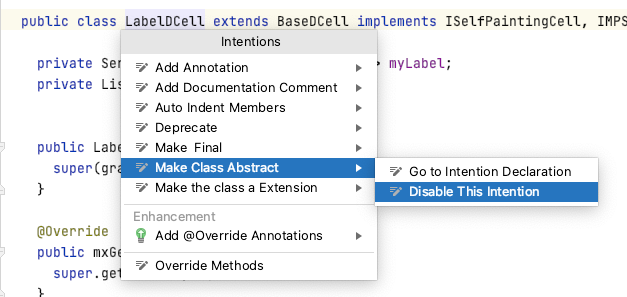 public class LabelDCell extends BaseDCell implements ISelfPaintingCell, IMPS
Intentions
private Ser > myLabel;
Add Annotation
private Lis
Add Documentation Comment
Auto Indent Members
Deprecate
public Labe
Make Final
super(gra
Make Class Abstract
Go to Intention Declaration
}
Make the class a Extension
Disable This Intention
Enhancement
@Override
Add @Override Annotations
public mxGe
super.get
Override Methods
}